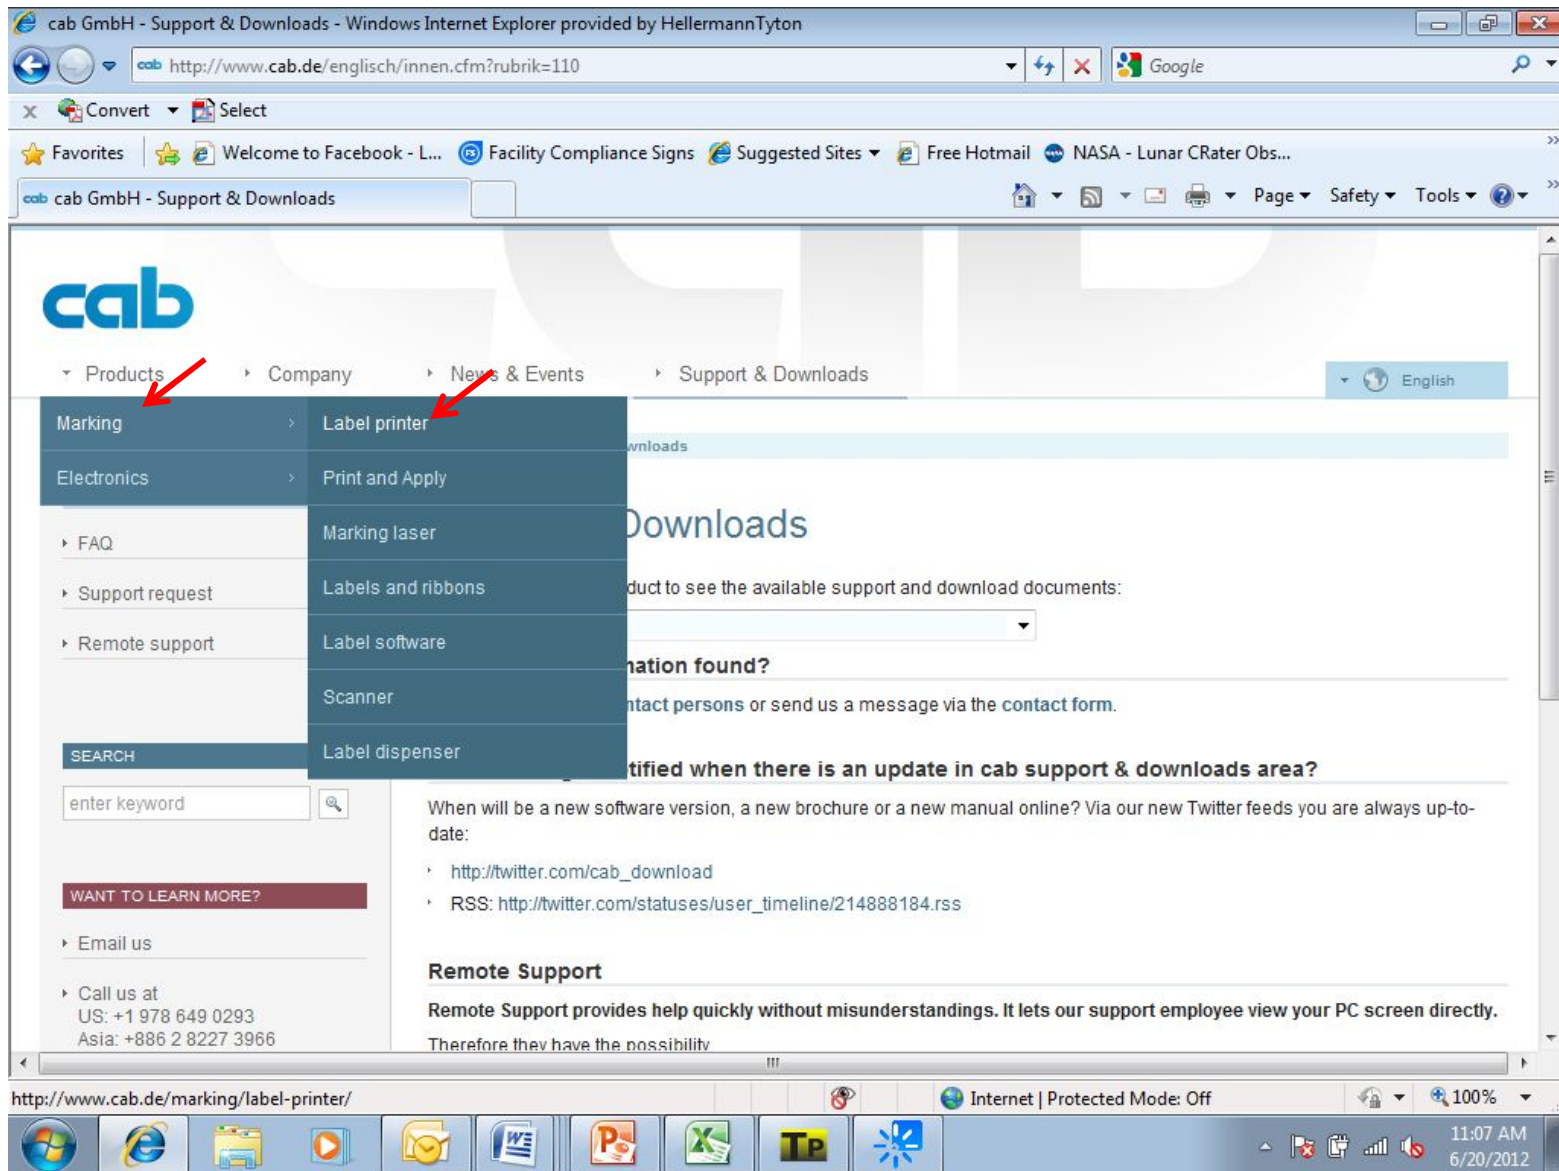 cab GmbH - Support & Downloads - Windows Internet Explorer provided by HellermannTyton
cab http://www.cab.de/englisch/innen.cfm?rubrik=110
Google
x Convert Select
Favorites Welcome to Facebook - L... Facility Compliance Signs Suggested Sites Free Hotmail NASA - Lunar CRater Obs...
cab cab GmbH - Support & Downloads
Page Safety Tools
cab
Products Company News & Events Support & Downloads
English
Marking
Electronics
Label printer
Print and Apply
Marking laser
Labels and ribbons
Label software
Scanner
Label dispenser
FAQ
Support request
Remote support
SEARCH
enter keyword
WANT TO LEARN MORE?
Email us
Call us at
US: +1 978 649 0293
Asia: +886 2 8227 3966
wnloads
Downloads
duct to see the available support and download documents:
nation found?
ntact persons or send us a message via the contact form.
tified when there is an update in cab support & downloads area?
When will be a new software version, a new brochure or a new manual online? Via our new Twitter feeds you are always up-to-
date:
http://twitter.com/cab_download
RSS: http://twitter.com/statuses/user_timeline/214888184.rss
Remote Support
Remote Support provides help quickly without misunderstandings. It lets our support employee view your PC screen directly.
Therefore they have the possibility
http://www.cab.de/marking/label-printer/
Internet | Protected Mode: Off
100%
TP
11:07 AM
6/20/2012